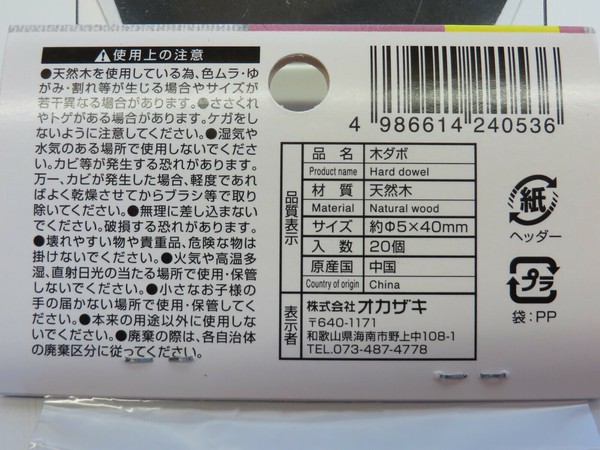 使用上の注意
●天然木を使用している為、色ムラ・ゆ
がみ・割れ等が生じる場合やサイズが
若干異なる場合があります。●ささくれ
やトゲがある場合があります。ケガをし
ないように注意してください。●湿気や
水気のある場所で使用しないでくださ
い。カビ等が発生する恐れがあります。
万一、カビが発生した場合、軽度であれ
ばよく乾燥させてからブラシ等で取り
除いてください。●無理に差し込まない
でください。破損する恐れがあります。
●壊れやすい物や貴重品、危険な物は
掛けないでください。●火気や高温多
湿、直射日光の当たる場所で使用・保管
しないでください。●小さなお子様の
手の届かない場所で使用・保管してくだ
さい。●本来の用途以外に使用しな
いでください。●廃棄の際は、各自治体
の廃棄区分に従ってください。
4 986614 240536
品質表示
品名 木ダボ
Product name Hard dowel
材質 天然木
Material Natural wood
サイズ 約Φ5×40mm
入数 20個
原産国 中国
Country of origin China
表示者
株式会社オカザキ
〒640-1171
和歌山県海南市野上中108-1
TEL.073-487-4778
紙
ヘッダー
プラ
袋:PP